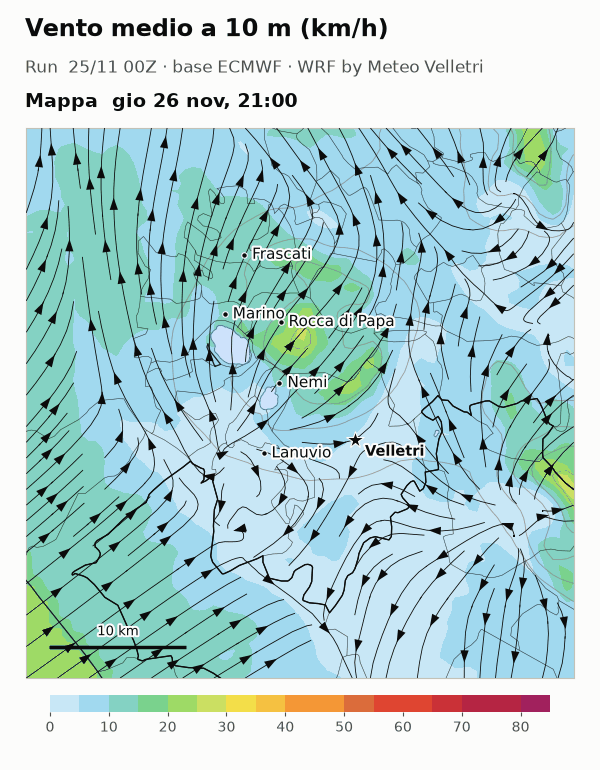 Vento medio a 10 m (km/h)
Run  25/11 00Z · base ECMWF · WRF by Meteo Velletri
Mappa  gio 26 nov, 21:00
Frascati
Marino
Rocca di Papa
Nemi
Lanuvio
Velletri
10 km
0 10 20 30 40 50 60 70 80